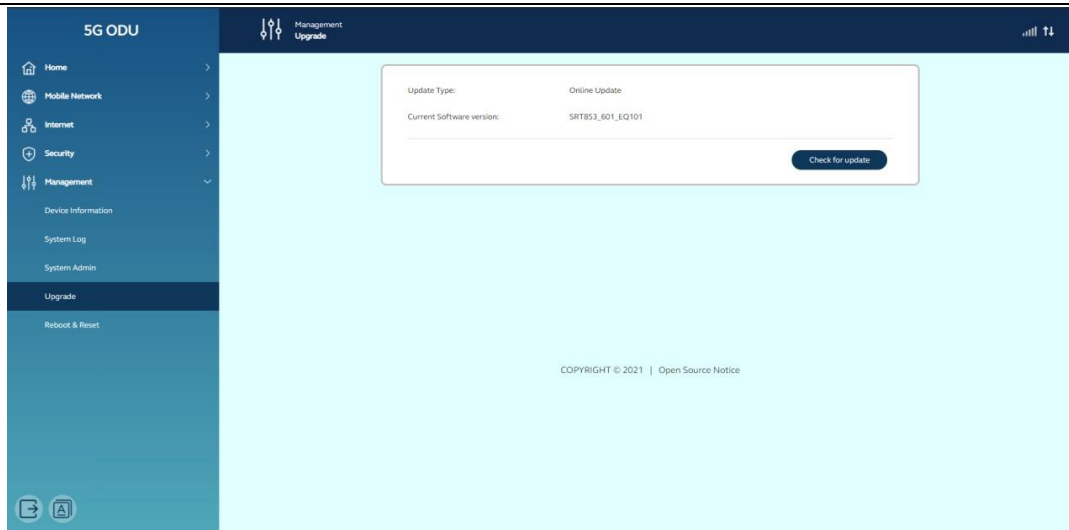 5G ODU
Management
Upgrade
Home
Mobile Network
Internet
Security
Management
Device Information
System Log
System Admin
Upgrade
Reboot & Reset
Update Type: Online Update
Current Software version: SRT853_601_EQ101
Check for update
COPYRIGHT © 2021 | Open Source Notice
A